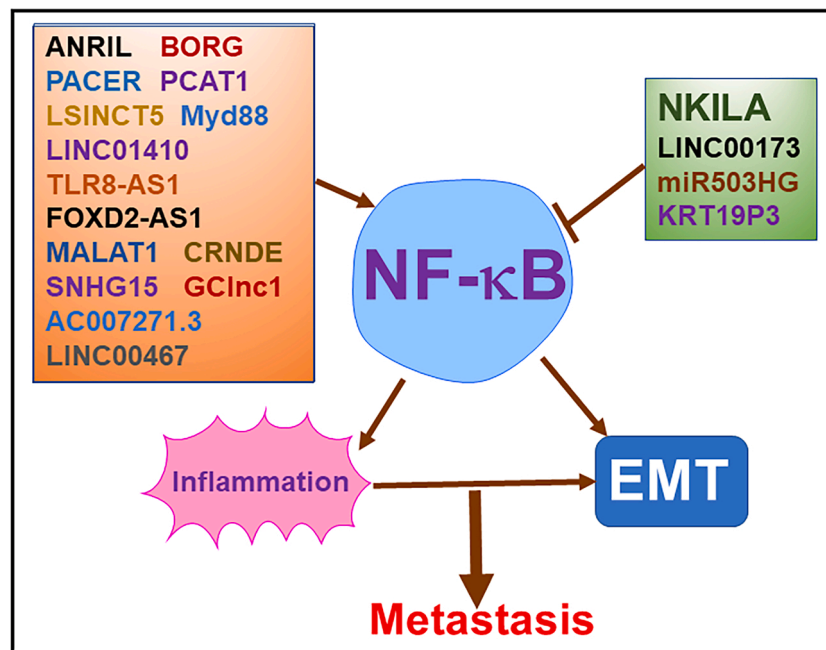 ANRIL BORG
PACER PCAT1
LSINCT5 Myd88
LINC01410
TLR8-AS1
FOXD2-AS1
MALAT1 CRNDE
SNHG15 GClnc1
AC007271.3
LINC00467
NKILA
LINC00173
miR503HG
KRT19P3
NF-κB
Inflammation
EMT
Metastasis